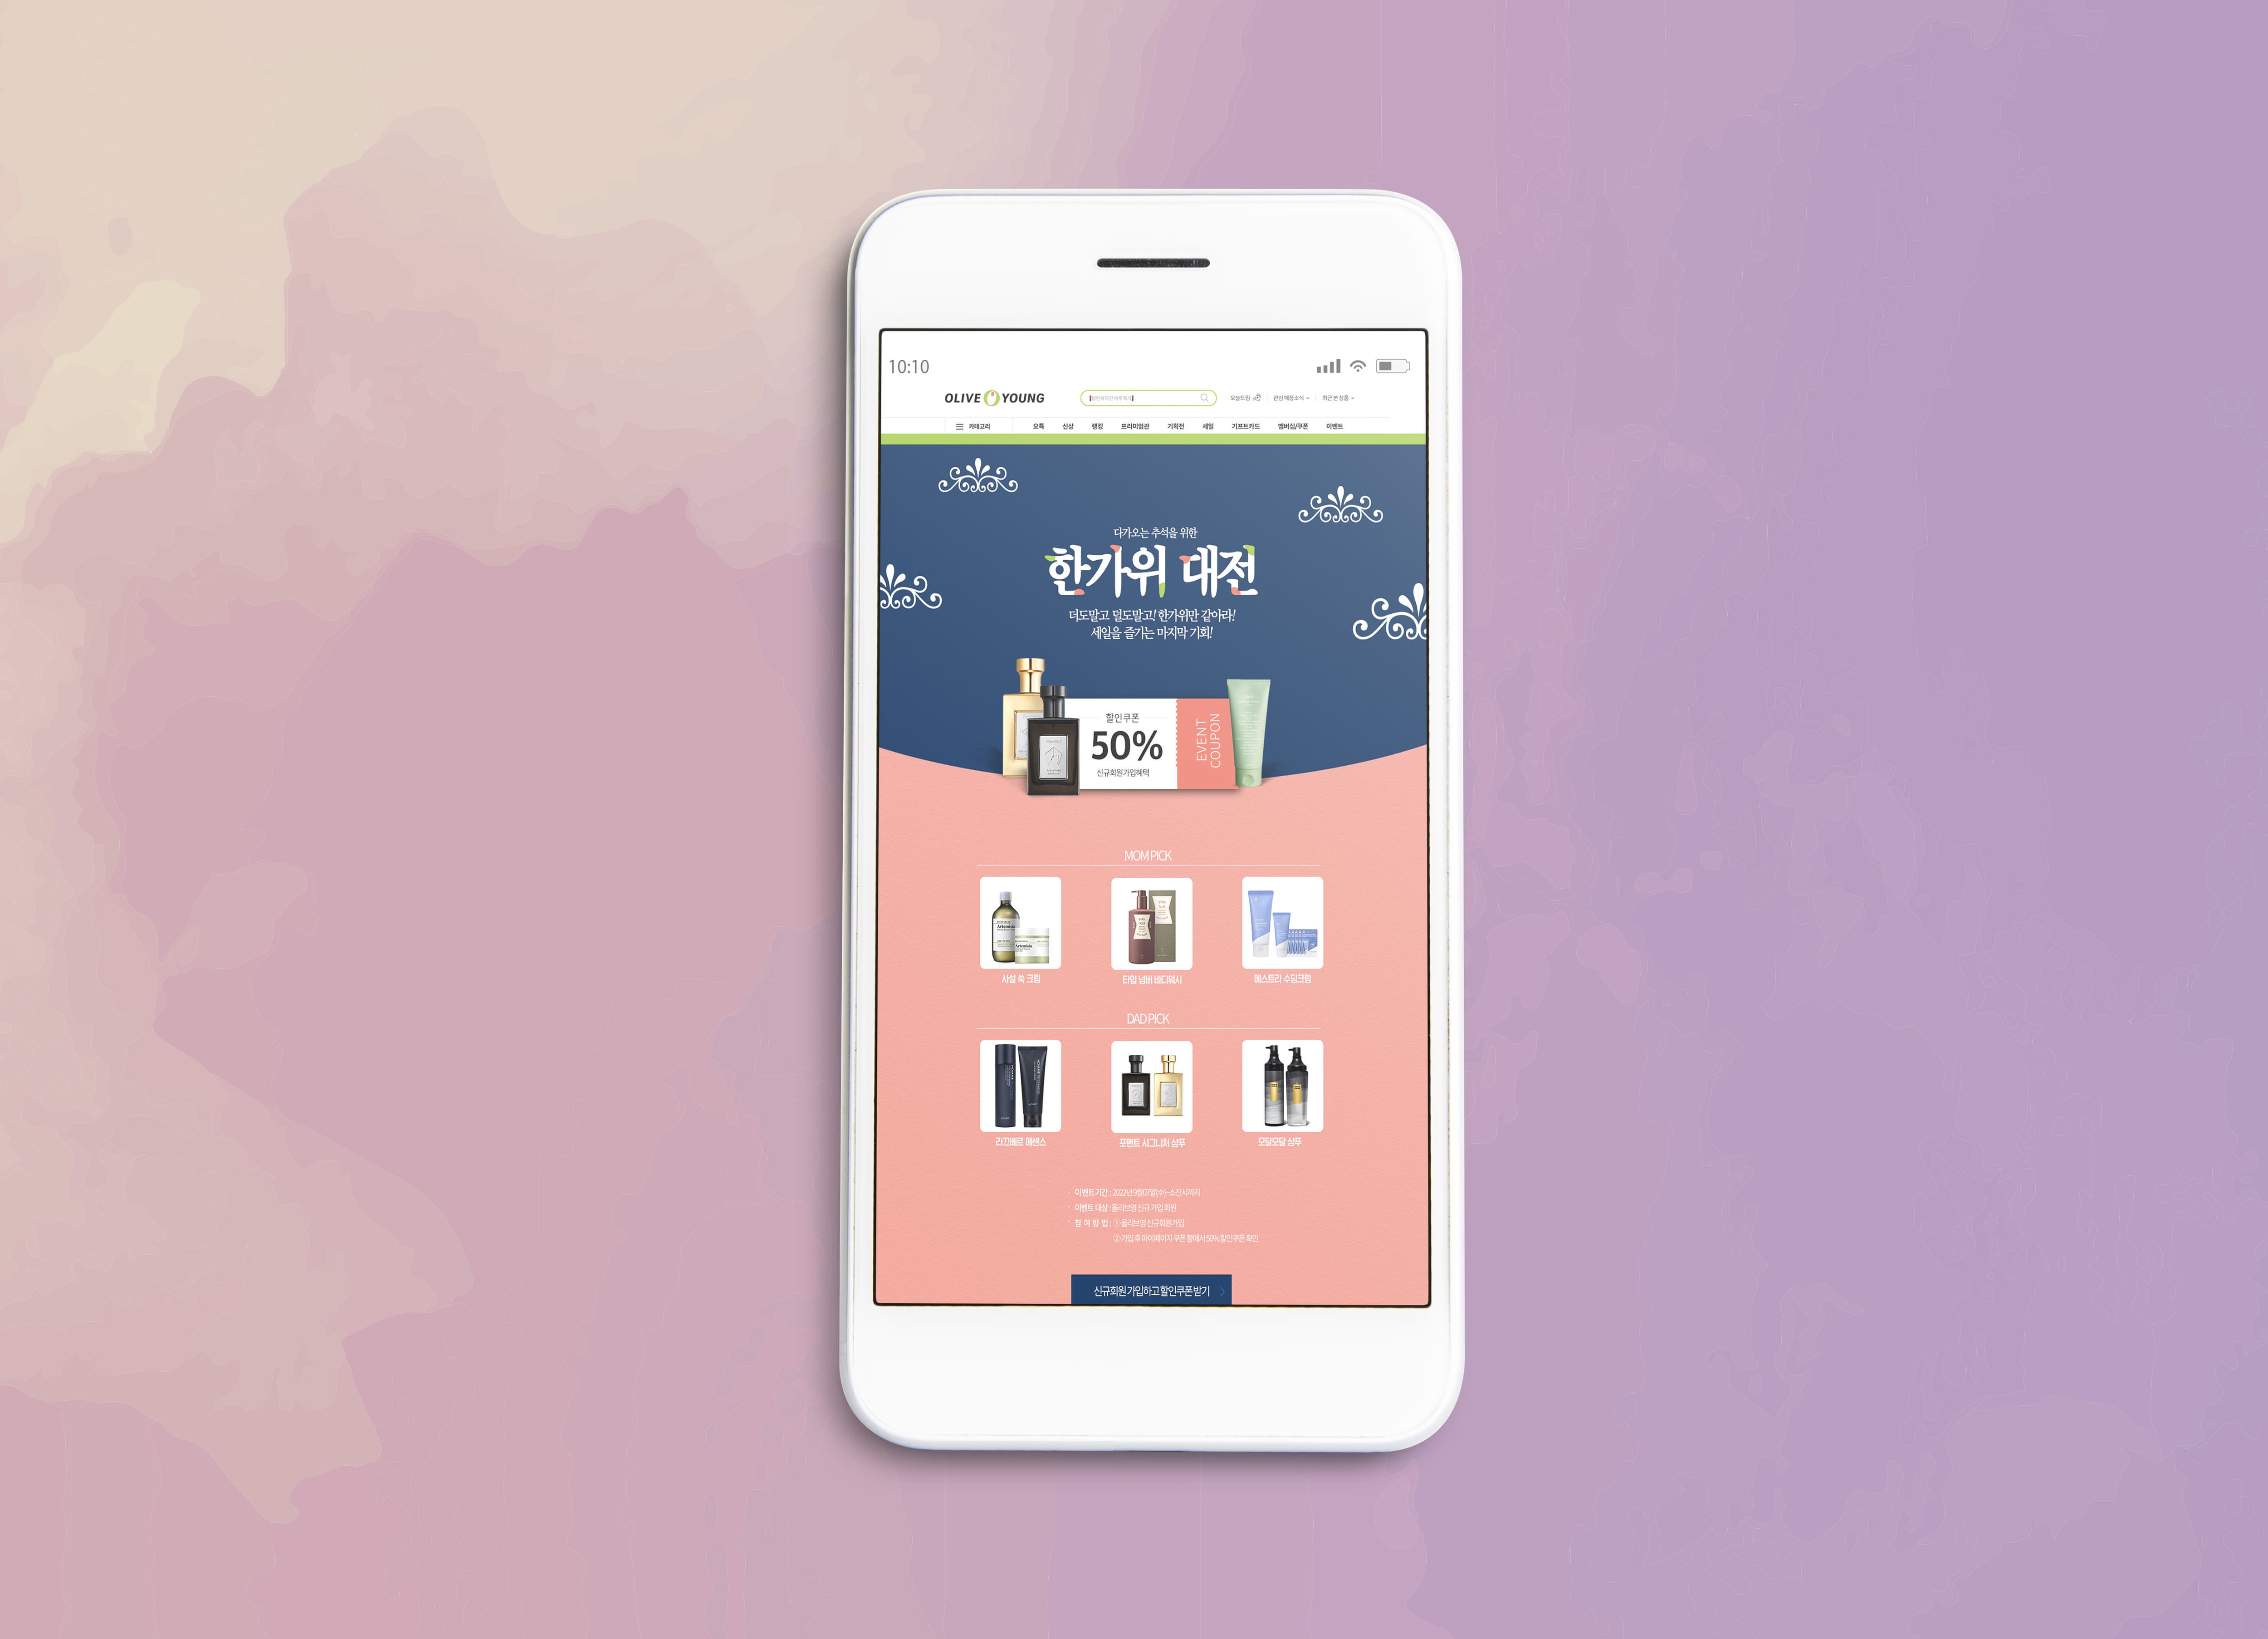 10:10
OLIVE YOUNG
오늘드림
관심 매장소식
최근 본 상품
카테고리 오특 신상 랭킹 프리미엄관 기획전 세일 기프트카드 멤버십/쿠폰 이벤트
다가오는 추석을 위한
한가위 대전
더도말고 덜도말고! 한가위만 같아라!
세일을 즐기는 마지막 기회!
할인쿠폰
50%
신규회원가입혜택
EVENT
COUPON
MOM PICK
Artemisia
Artemisia
사설 쑥 크림
타입 넘버 바디워시
에스트라 수딩크림
DAD PICK
라끄베르 에센스
포맨트 시그니처 샴푸
모달모달 샴푸
· 이벤트기간 : 2022년 9월07일(수)~소진시까지
· 이벤트 대상 : 올리브영 신규 가입 회원
· 참 여 방 법 : ① 올리브영 신규회원가입
② 가입 후 마이페이지 쿠폰 함에서 50% 할인쿠폰 확인
신규회원 가입하고 할인쿠폰 받기